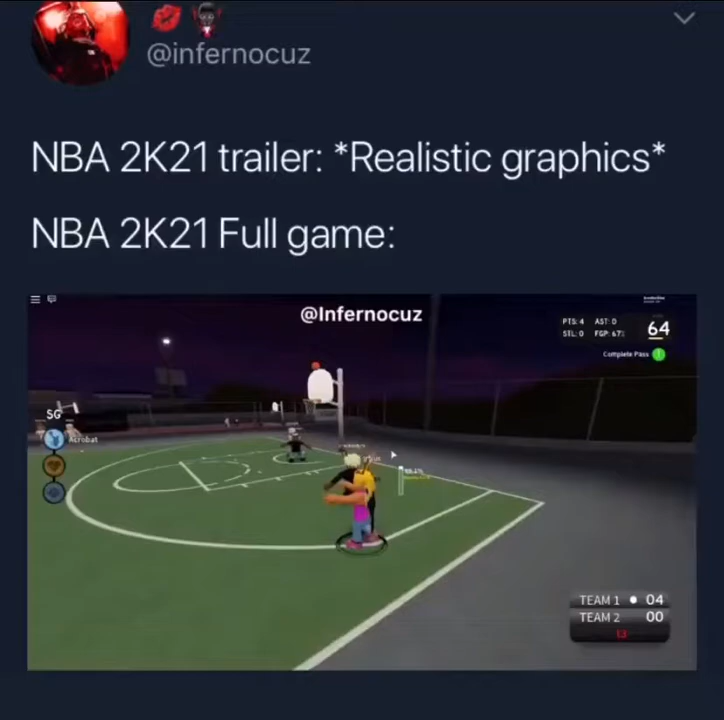 @infernocuz
NBA 2K21 trailer: *Realistic graphics*
NBA 2K21 Full game:
@Infernocuz
PTS: 4 AST: 0
STL: 0 FGP: 67%
64
Complete Pass
SG
Acrobat
TEAM 1 04
TEAM 2 00